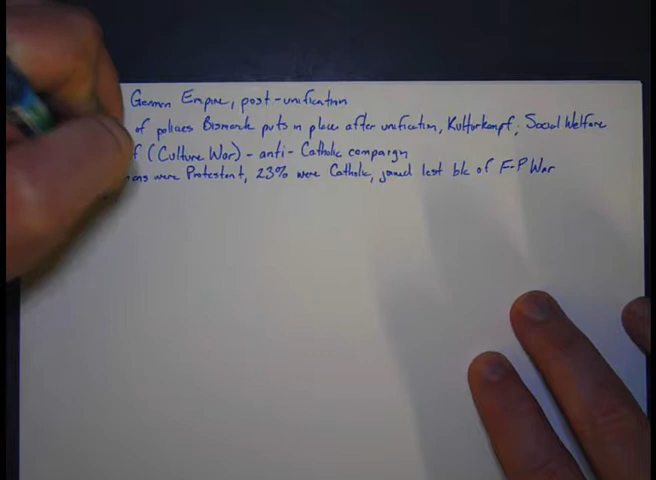 German Empire, post-unification
of policies Bismarck puts in place after unification, Kulturkampf, Social Welfare
f (Culture War) - anti-Catholic campaign
ans were Protestant, 23% were Catholic, joined last b/c of F-P War